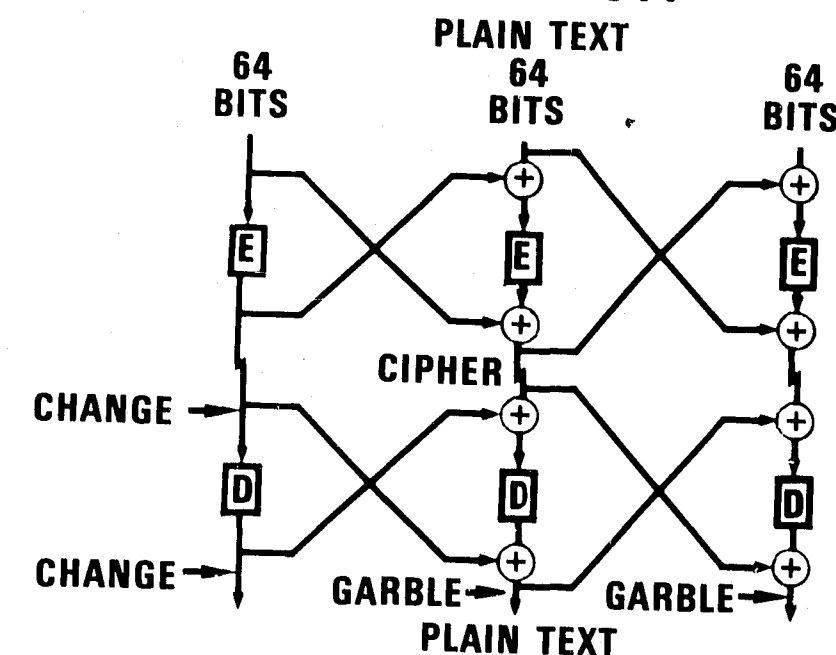 PLAIN TEXT
64
BITS
64
BITS
64
BITS
+
+
E
E
E
+
+
CIPHER
CHANGE
+
+
D
D
D
+
+
CHANGE
GARBLE
GARBLE
PLAIN TEXT